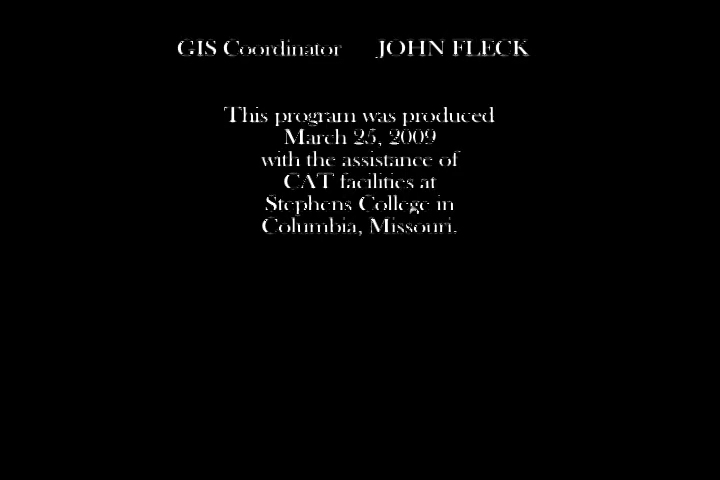 GIS Coordinator JOHN FLECK
This program was produced
March 25, 2009
with the assistance of
CAT facilities at
Stephens College in
Columbia, Missouri.